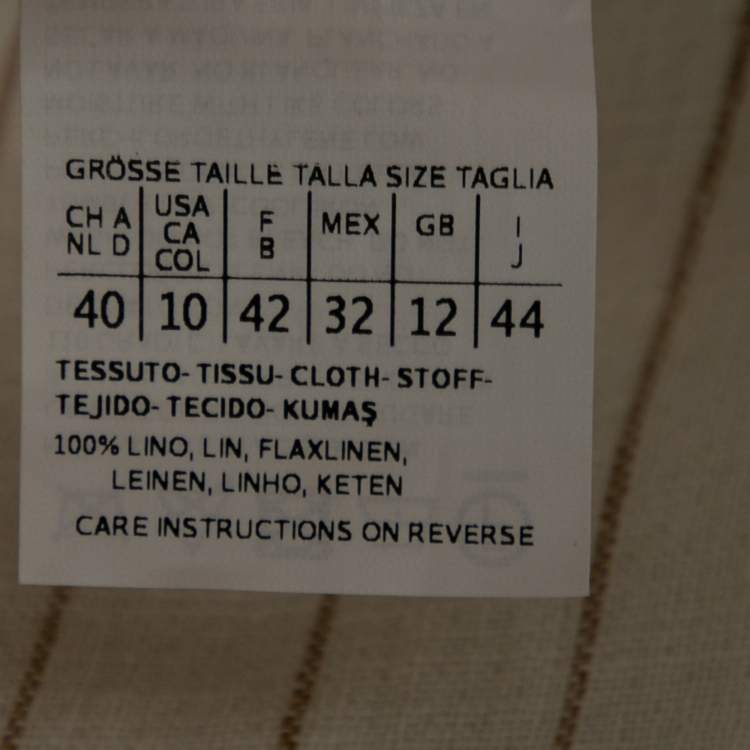 GRÖSSE TAILLE TALLA SIZE TAGLIA
CH A NL D | USA CA COL | F B | MEX | GB | I J
40 | 10 | 42 | 32 | 12 | 44
TESSUTO- TISSU- CLOTH- STOFF-
TEJIDO- TECIDO- KUMAŞ
100% LINO, LIN, FLAXLINEN,
LEINEN, LINHO, KETEN
CARE INSTRUCTIONS ON REVERSE